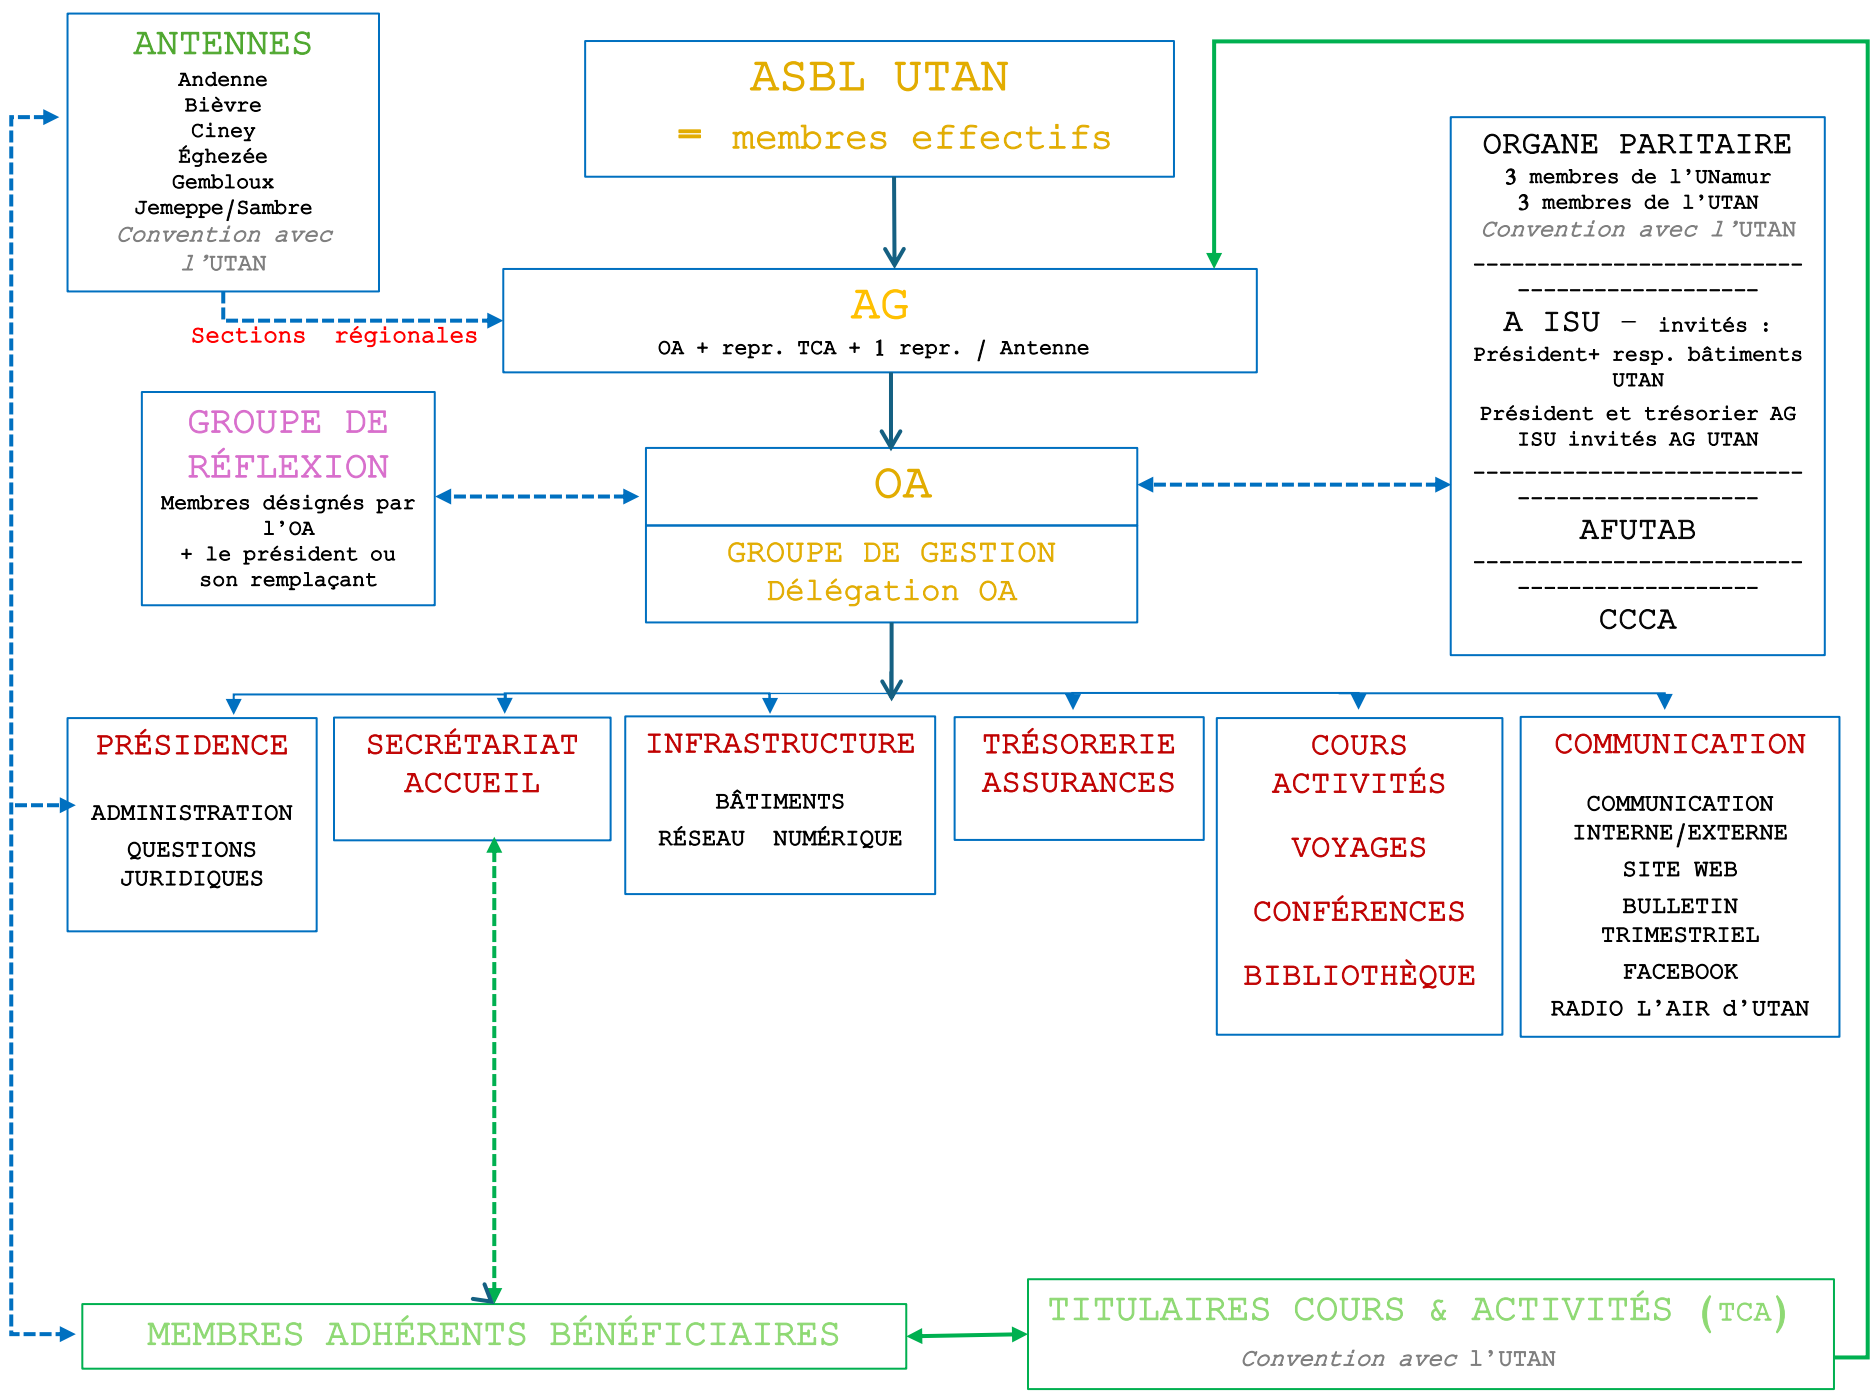 ANTENNES
Andenne
Bièvre
Ciney
Éghezée
Gembloux
Jemeppe/Sambre
Convention avec
l’UTAN
ASBL UTAN
= membres effectifs
ORGANE PARITAIRE
3 membres de l’UNamur
3 membres de l’UTAN
Convention avec l’UTAN
--------------------------
-------------------
A ISU – invités :
Président+ resp. bâtiments
UTAN
Président et trésorier AG
ISU invités AG UTAN
--------------------------
-------------------
AFUTAB
--------------------------
-------------------
CCCA
Sections  régionales
AG
OA + repr. TCA + 1 repr. / Antenne
GROUPE DE
RÉFLEXION
Membres désignés par
l’OA
+ le président ou
son remplaçant
OA
GROUPE DE GESTION
Délégation OA
PRÉSIDENCE
ADMINISTRATION
QUESTIONS
JURIDIQUES
SECRÉTARIAT
ACCUEIL
INFRASTRUCTURE
BÂTIMENTS
RÉSEAU  NUMÉRIQUE
TRÉSORERIE
ASSURANCES
COURS
ACTIVITÉS
VOYAGES
CONFÉRENCES
BIBLIOTHÈQUE
COMMUNICATION
COMMUNICATION
INTERNE/EXTERNE
SITE WEB
BULLETIN
TRIMESTRIEL
FACEBOOK
RADIO L’AIR d’UTAN
MEMBRES ADHÉRENTS BÉNÉFICIAIRES
TITULAIRES COURS & ACTIVITÉS (TCA)
Convention avec l’UTAN